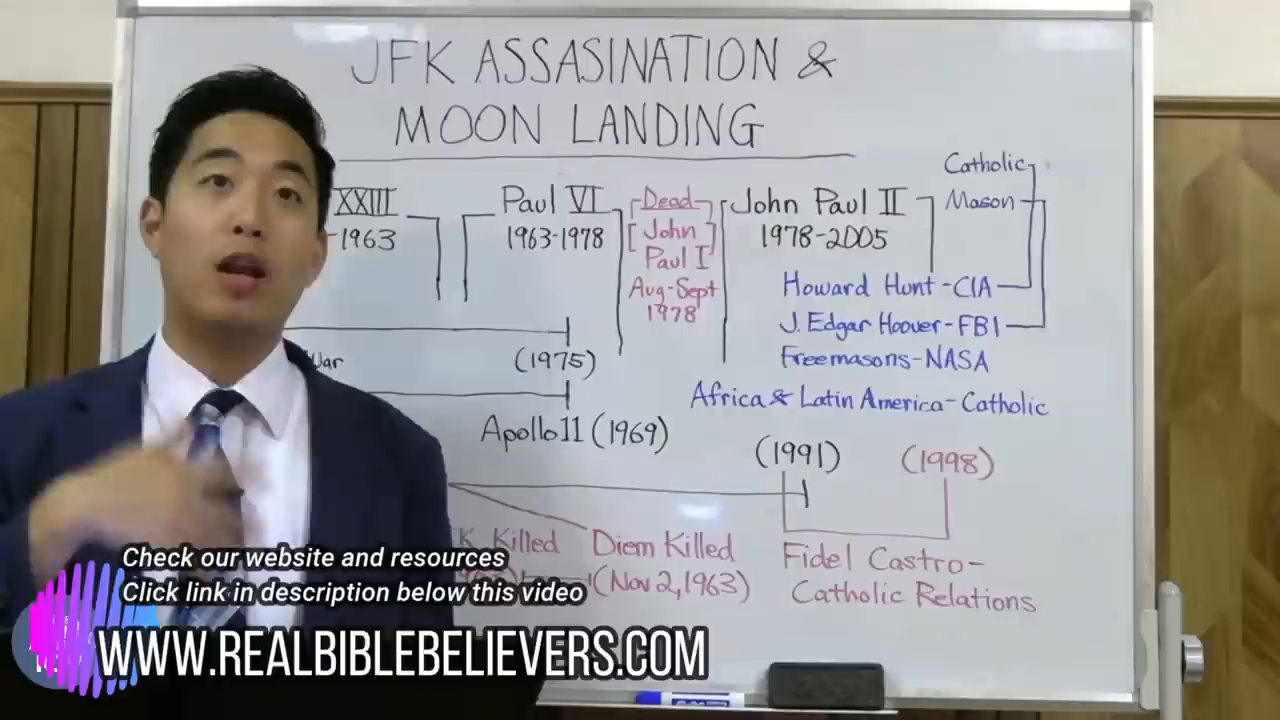 JFK ASSASINATION &
MOON LANDING
XXIII
-1963
Paul VI
1963-1978
Dead
[John
Paul I]
Aug-Sept
1978
John Paul II
1978-2005
Catholic
Mason
Howard Hunt-CIA
J. Edgar Hoover-FBI
Freemasons-NASA
Africa & Latin America-Catholic
War
(1975)
Apollo 11 (1969)
(1991)
(1998)
K Killed
Diem Killed
(Nov 2, 1963)
Fidel Castro-
Catholic Relations
Check our website and resources
Click link in description below this video
WWW.REALBIBLEBELIEVERS.COM